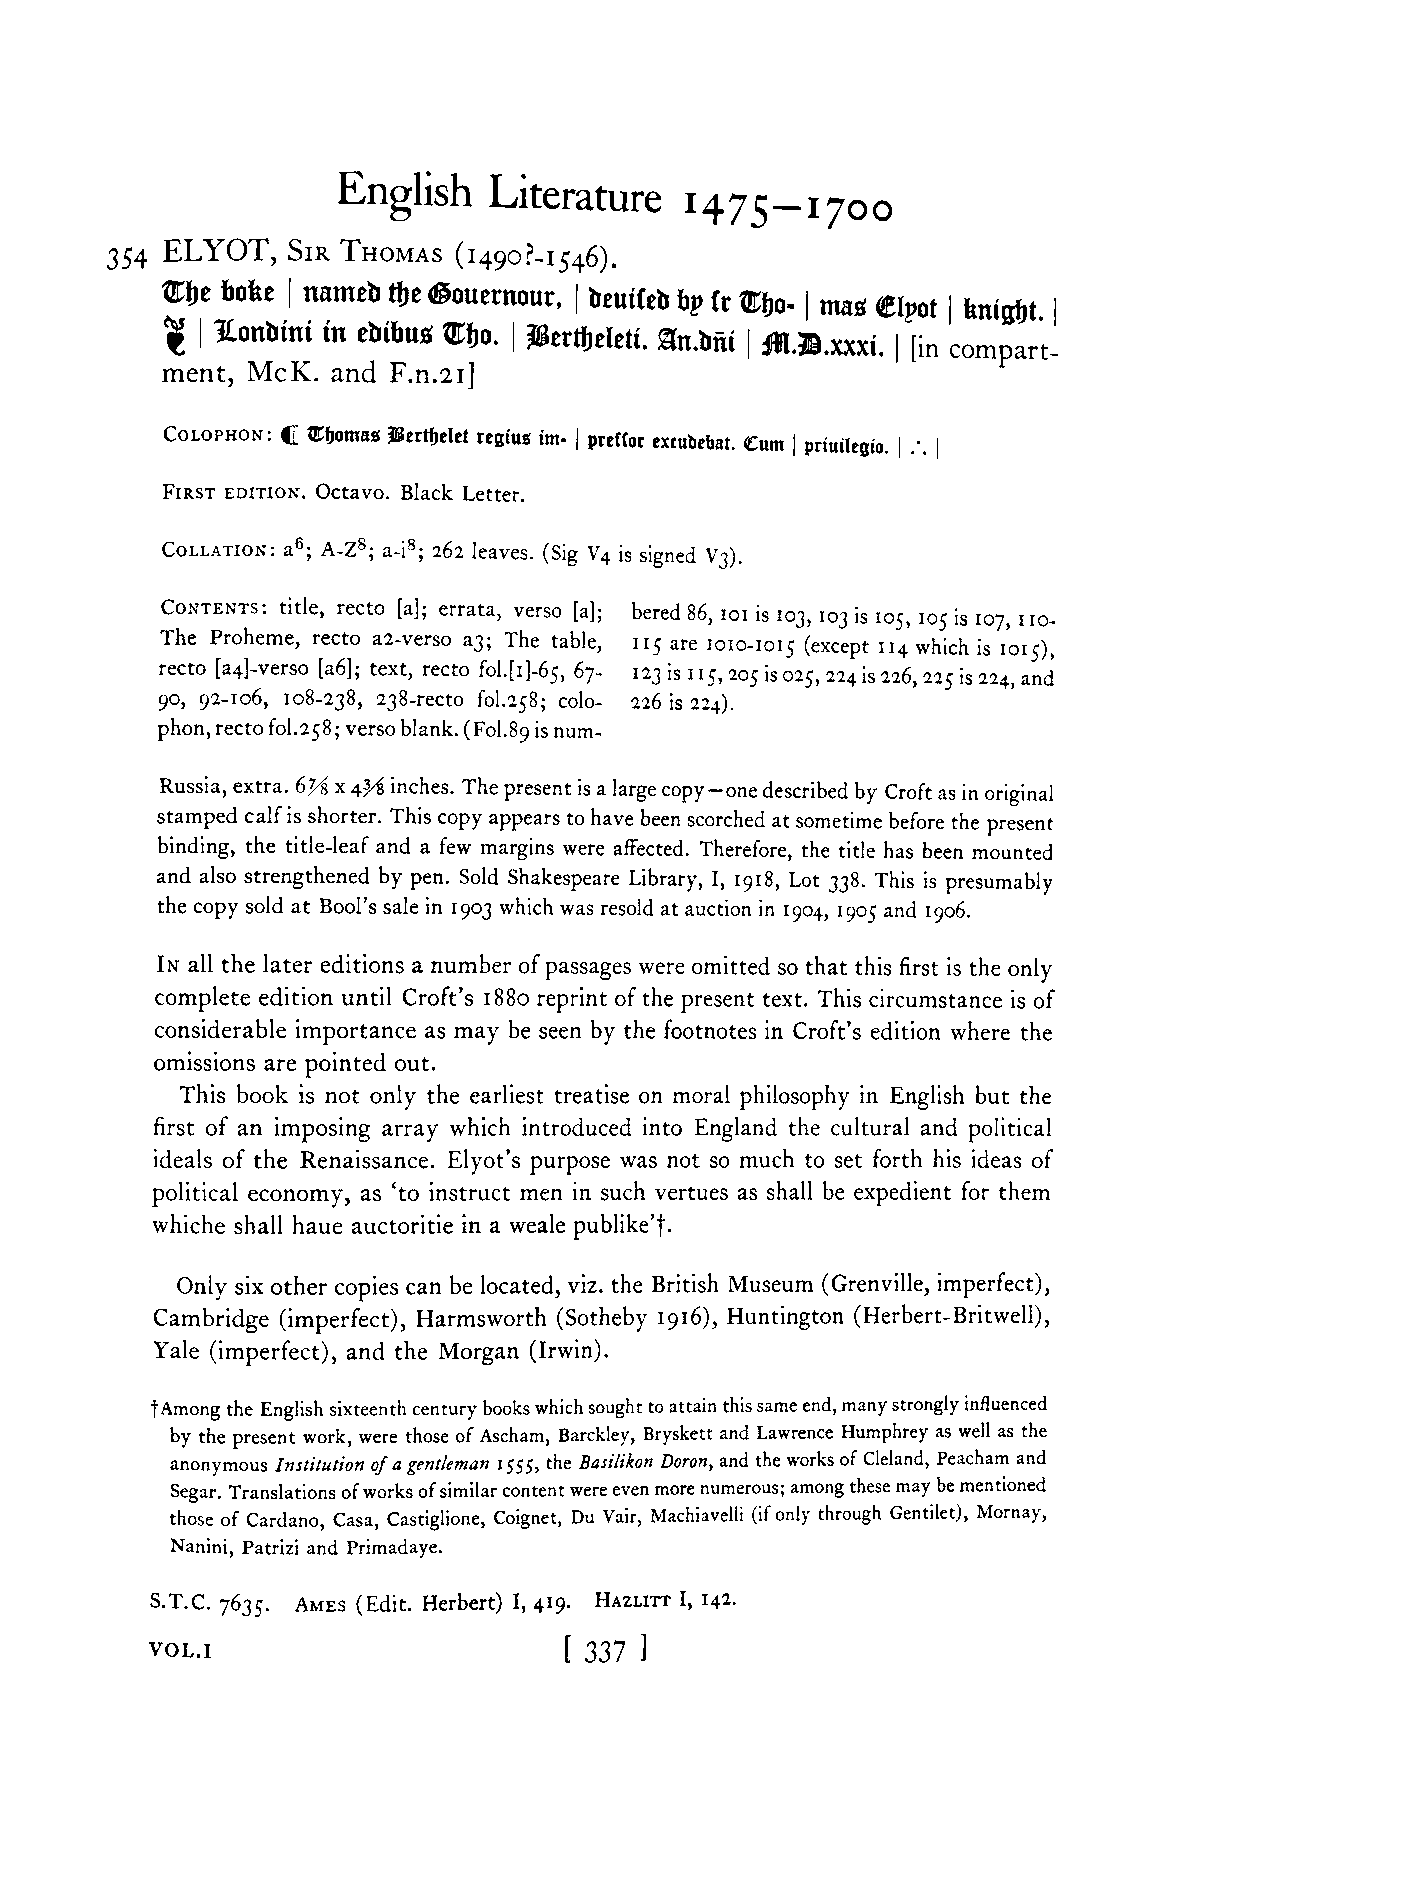 English Literature 1475—1700
354 ELYOT, SIR THOMAS (1490?-1546).
The boke | named the Gouernour, | deuiſed by ſr Tho- | mas Elyot | knight. |
❦ | Londini in edibus Tho. | Bertheleti. An.dñi | M.D.xxxi. | [in compart-
ment, McK. and F.n.21]
COLOPHON: ¶ Thomas Berthelet regius im- | preſſor excudebat. Cum | priuilegio. | ∴ |
FIRST EDITION. Octavo. Black Letter.
COLLATION: a⁶; A-Z⁸; a-i⁸; 262 leaves. (Sig V4 is signed V3).
CONTENTS: title, recto [a]; errata, verso [a];
The Proheme, recto a2-verso a3; The table,
recto [a4]-verso [a6]; text, recto fol.[1]-65, 67-
90, 92-106, 108-238, 238-recto fol.258; colo-
phon, recto fol.258; verso blank. (Fol.89 is num-
bered 86, 101 is 103, 103 is 105, 105 is 107, 110-
115 are 1010-1015 (except 114 which is 1015),
123 is 115, 205 is 025, 224 is 226, 225 is 224, and
226 is 224).
Russia, extra. 6⅞ x 4⅜ inches. The present is a large copy—one described by Croft as in original
stamped calf is shorter. This copy appears to have been scorched at sometime before the present
binding, the title-leaf and a few margins were affected. Therefore, the title has been mounted
and also strengthened by pen. Sold Shakespeare Library, I, 1918, Lot 338. This is presumably
the copy sold at Bool's sale in 1903 which was resold at auction in 1904, 1905 and 1906.
IN all the later editions a number of passages were omitted so that this first is the only
complete edition until Croft's 1880 reprint of the present text. This circumstance is of
considerable importance as may be seen by the footnotes in Croft's edition where the
omissions are pointed out.
This book is not only the earliest treatise on moral philosophy in English but the
first of an imposing array which introduced into England the cultural and political
ideals of the Renaissance. Elyot's purpose was not so much to set forth his ideas of
political economy, as 'to instruct men in such vertues as shall be expedient for them
whiche shall haue auctoritie in a weale publike'†.
Only six other copies can be located, viz. the British Museum (Grenville, imperfect),
Cambridge (imperfect), Harmsworth (Sotheby 1916), Huntington (Herbert-Britwell),
Yale (imperfect), and the Morgan (Irwin).
†Among the English sixteenth century books which sought to attain this same end, many strongly influenced
by the present work, were those of Ascham, Barckley, Bryskett and Lawrence Humphrey as well as the
anonymous Institution of a gentleman 1555, the Basilikon Doron, and the works of Cleland, Peacham and
Segar. Translations of works of similar content were even more numerous; among these may be mentioned
those of Cardano, Casa, Castiglione, Coignet, Du Vair, Machiavelli (if only through Gentilet), Mornay,
Nanini, Patrizi and Primadaye.
S.T.C. 7635. AMES (Edit. Herbert) I, 419. HAZLITT I, 142.
VOL.I [ 337 ]